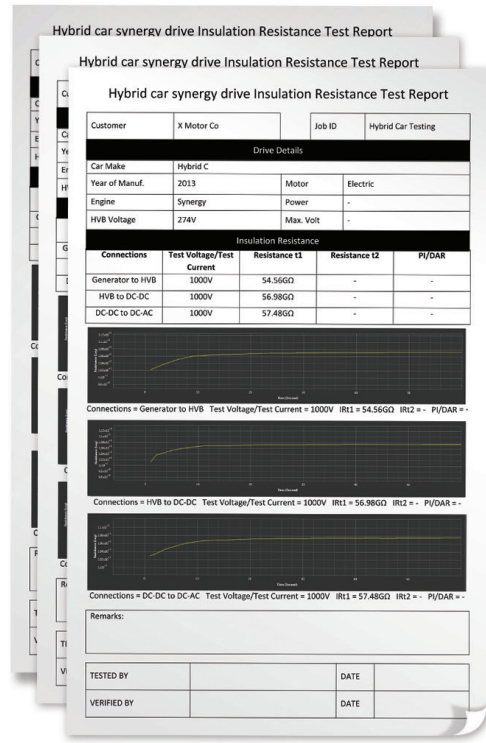 Hybrid car synergy drive Insulation Resistance Test Report
Hybrid car synergy drive Insulation Resistance Test Report
Hybrid car synergy drive Insulation Resistance Test Report
Customer X Motor Co Job ID Hybrid Car Testing
Drive Details
Car Make Hybrid C
Year of Manuf. 2013 Motor Electric
Engine Synergy Power -
HVB Voltage 274V Max. Volt -
Insulation Resistance
Connections Test Voltage/Test Current Resistance t1 Resistance t2 PI/DAR
Generator to HVB 1000V 54.56GΩ - -
HVB to DC-DC 1000V 56.98GΩ - -
DC-DC to DC-AC 1000V 57.48GΩ - -
Connections = Generator to HVB Test Voltage/Test Current = 1000V IRt1 = 54.56GΩ IRt2 = - PI/DAR = -
Connections = HVB to DC-DC Test Voltage/Test Current = 1000V IRt1 = 56.98GΩ IRt2 = - PI/DAR = -
Connections = DC-DC to DC-AC Test Voltage/Test Current = 1000V IRt1 = 57.48GΩ IRt2 = - PI/DAR = -
Remarks:
TESTED BY DATE
VERIFIED BY DATE